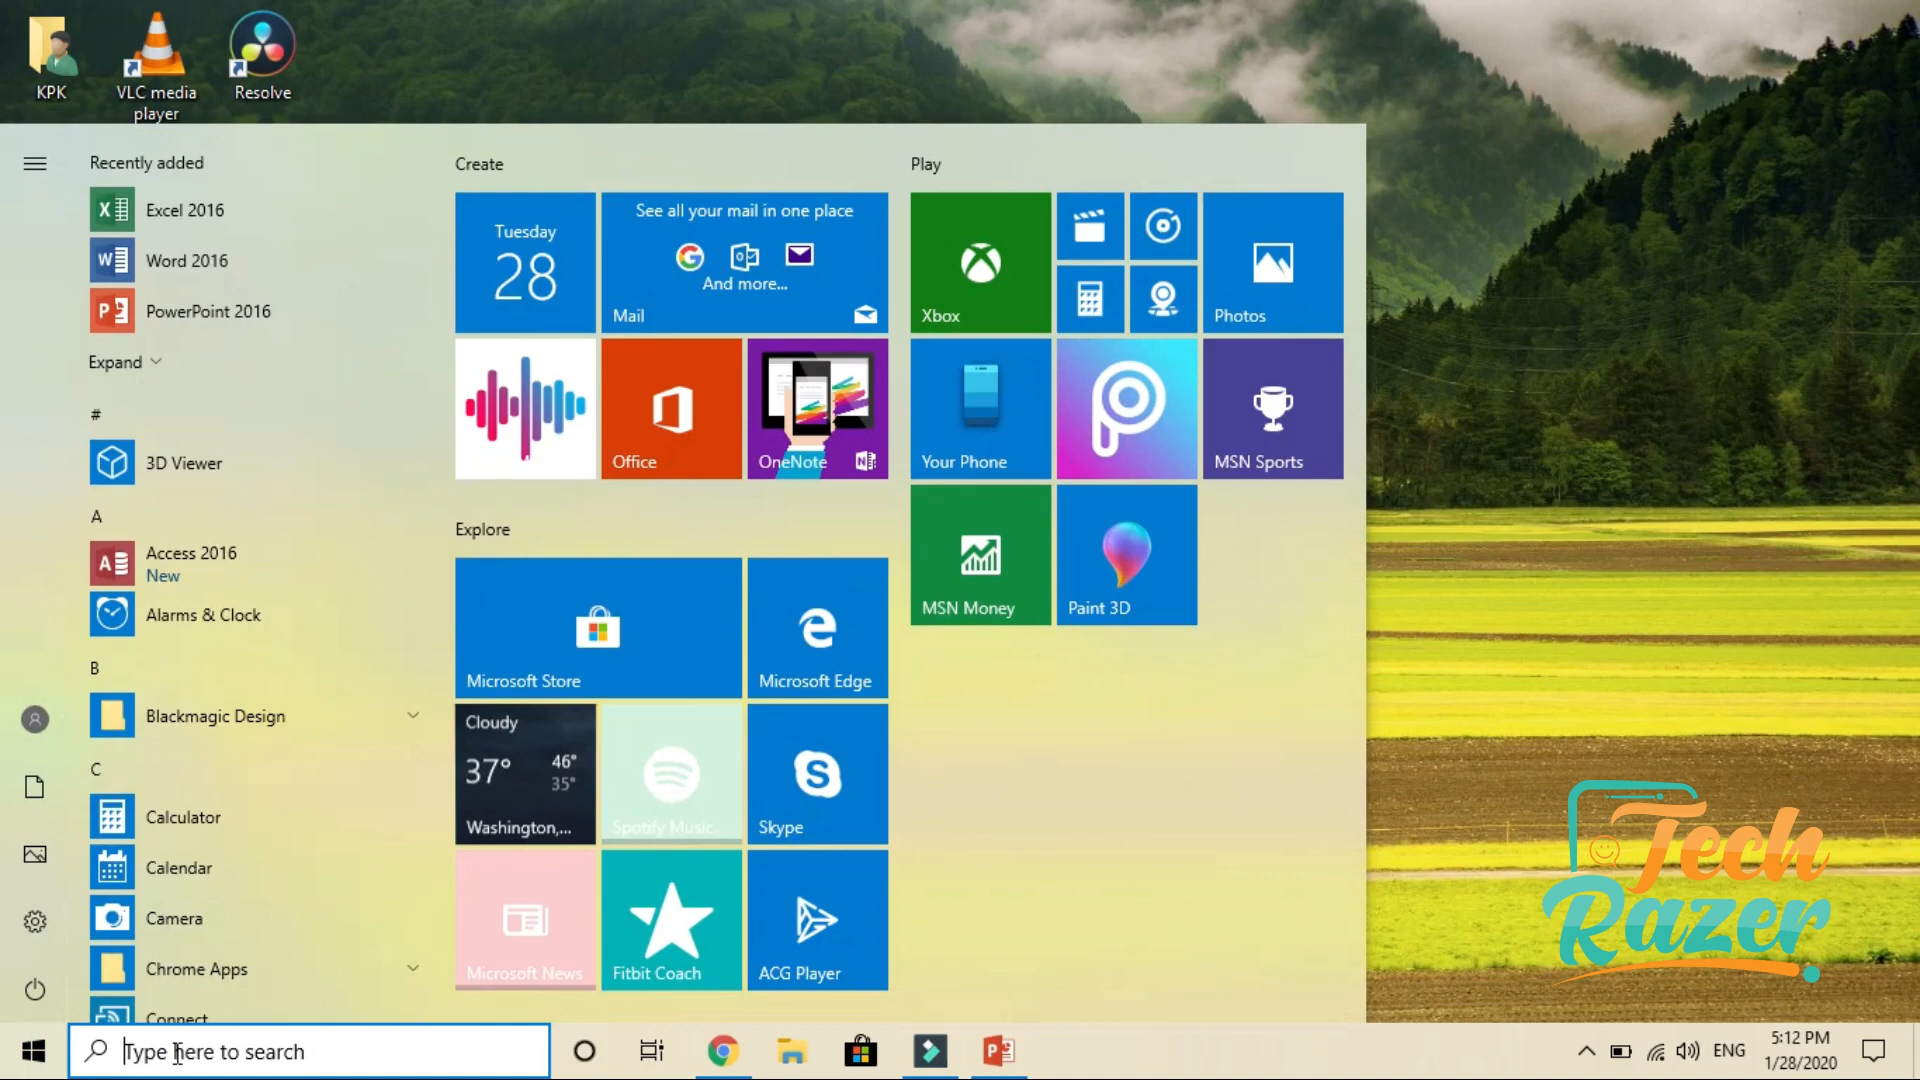 KPK
VLC media
player
Resolve
Recently added
Excel 2016
Word 2016
PowerPoint 2016
Expand
#
3D Viewer
A
Access 2016
New
Alarms & Clock
B
Blackmagic Design
C
Calculator
Calendar
Camera
Chrome Apps
Connect
Create
Tuesday
28
See all your mail in one place
And more...
Mail
Office
OneNote
Explore
Microsoft Store
Microsoft Edge
Cloudy
37°
46°
35°
Washington,...
Spotify Music
Skype
Microsoft News
Fitbit Coach
ACG Player
Play
Xbox
Photos
Your Phone
MSN Sports
MSN Money
Paint 3D
Tech
Razer
Type here to search
ENG
5:12 PM
1/28/2020